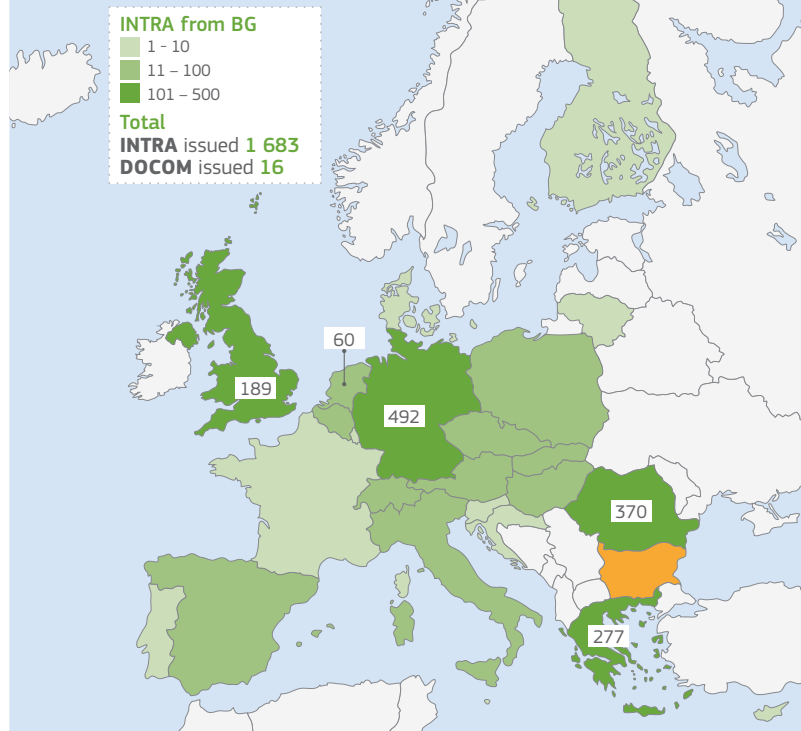 INTRA from BG
1 - 10
11 – 100
101 – 500
Total
INTRA issued 1 683
DOCOM issued 16
60
189
492
370
277